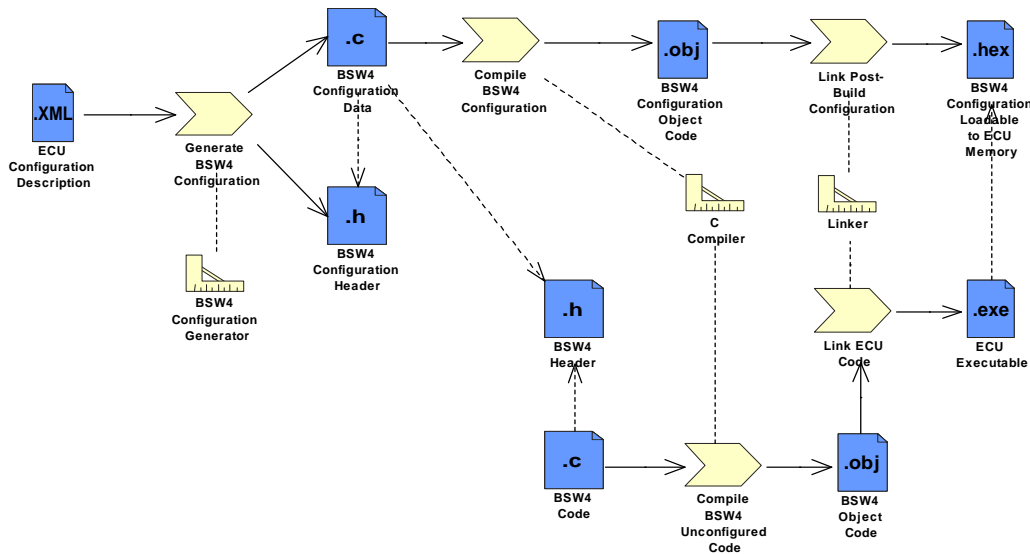 .c
BSW4
Configuration
Data
Compile
BSW4
Configuration
.obj
BSW4
Configuration
Object
Code
Link Post-
Build
Configuration
.hex
BSW4
Configuration
Loadable
to ECU
Memory
.XML
ECU
Configuration
Description
Generate
BSW4
Configuration
.h
BSW4
Configuration
Header
BSW4
Configuration
Generator
C
Compiler
Linker
.h
BSW4
Header
Link ECU
Code
.exe
ECU
Executable
.c
BSW4
Code
Compile
BSW4
Unconfigured
Code
.obj
BSW4
Object
Code